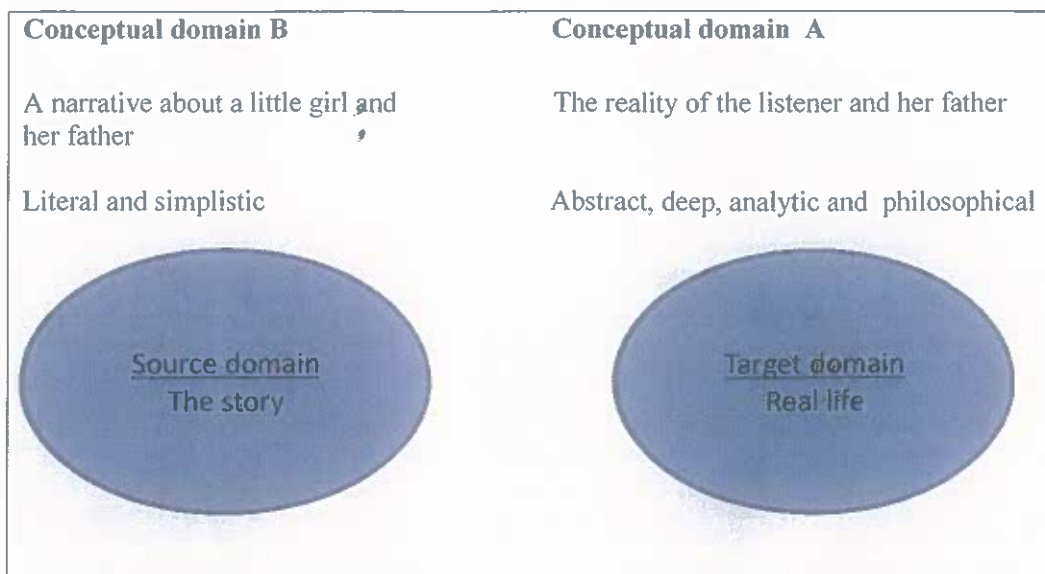 Conceptual domain B
A narrative about a little girl and
her father
Literal and simplistic
Source domain
The story
Conceptual domain A
The reality of the listener and her father
Abstract, deep, analytic and philosophical
Target domain
Real life